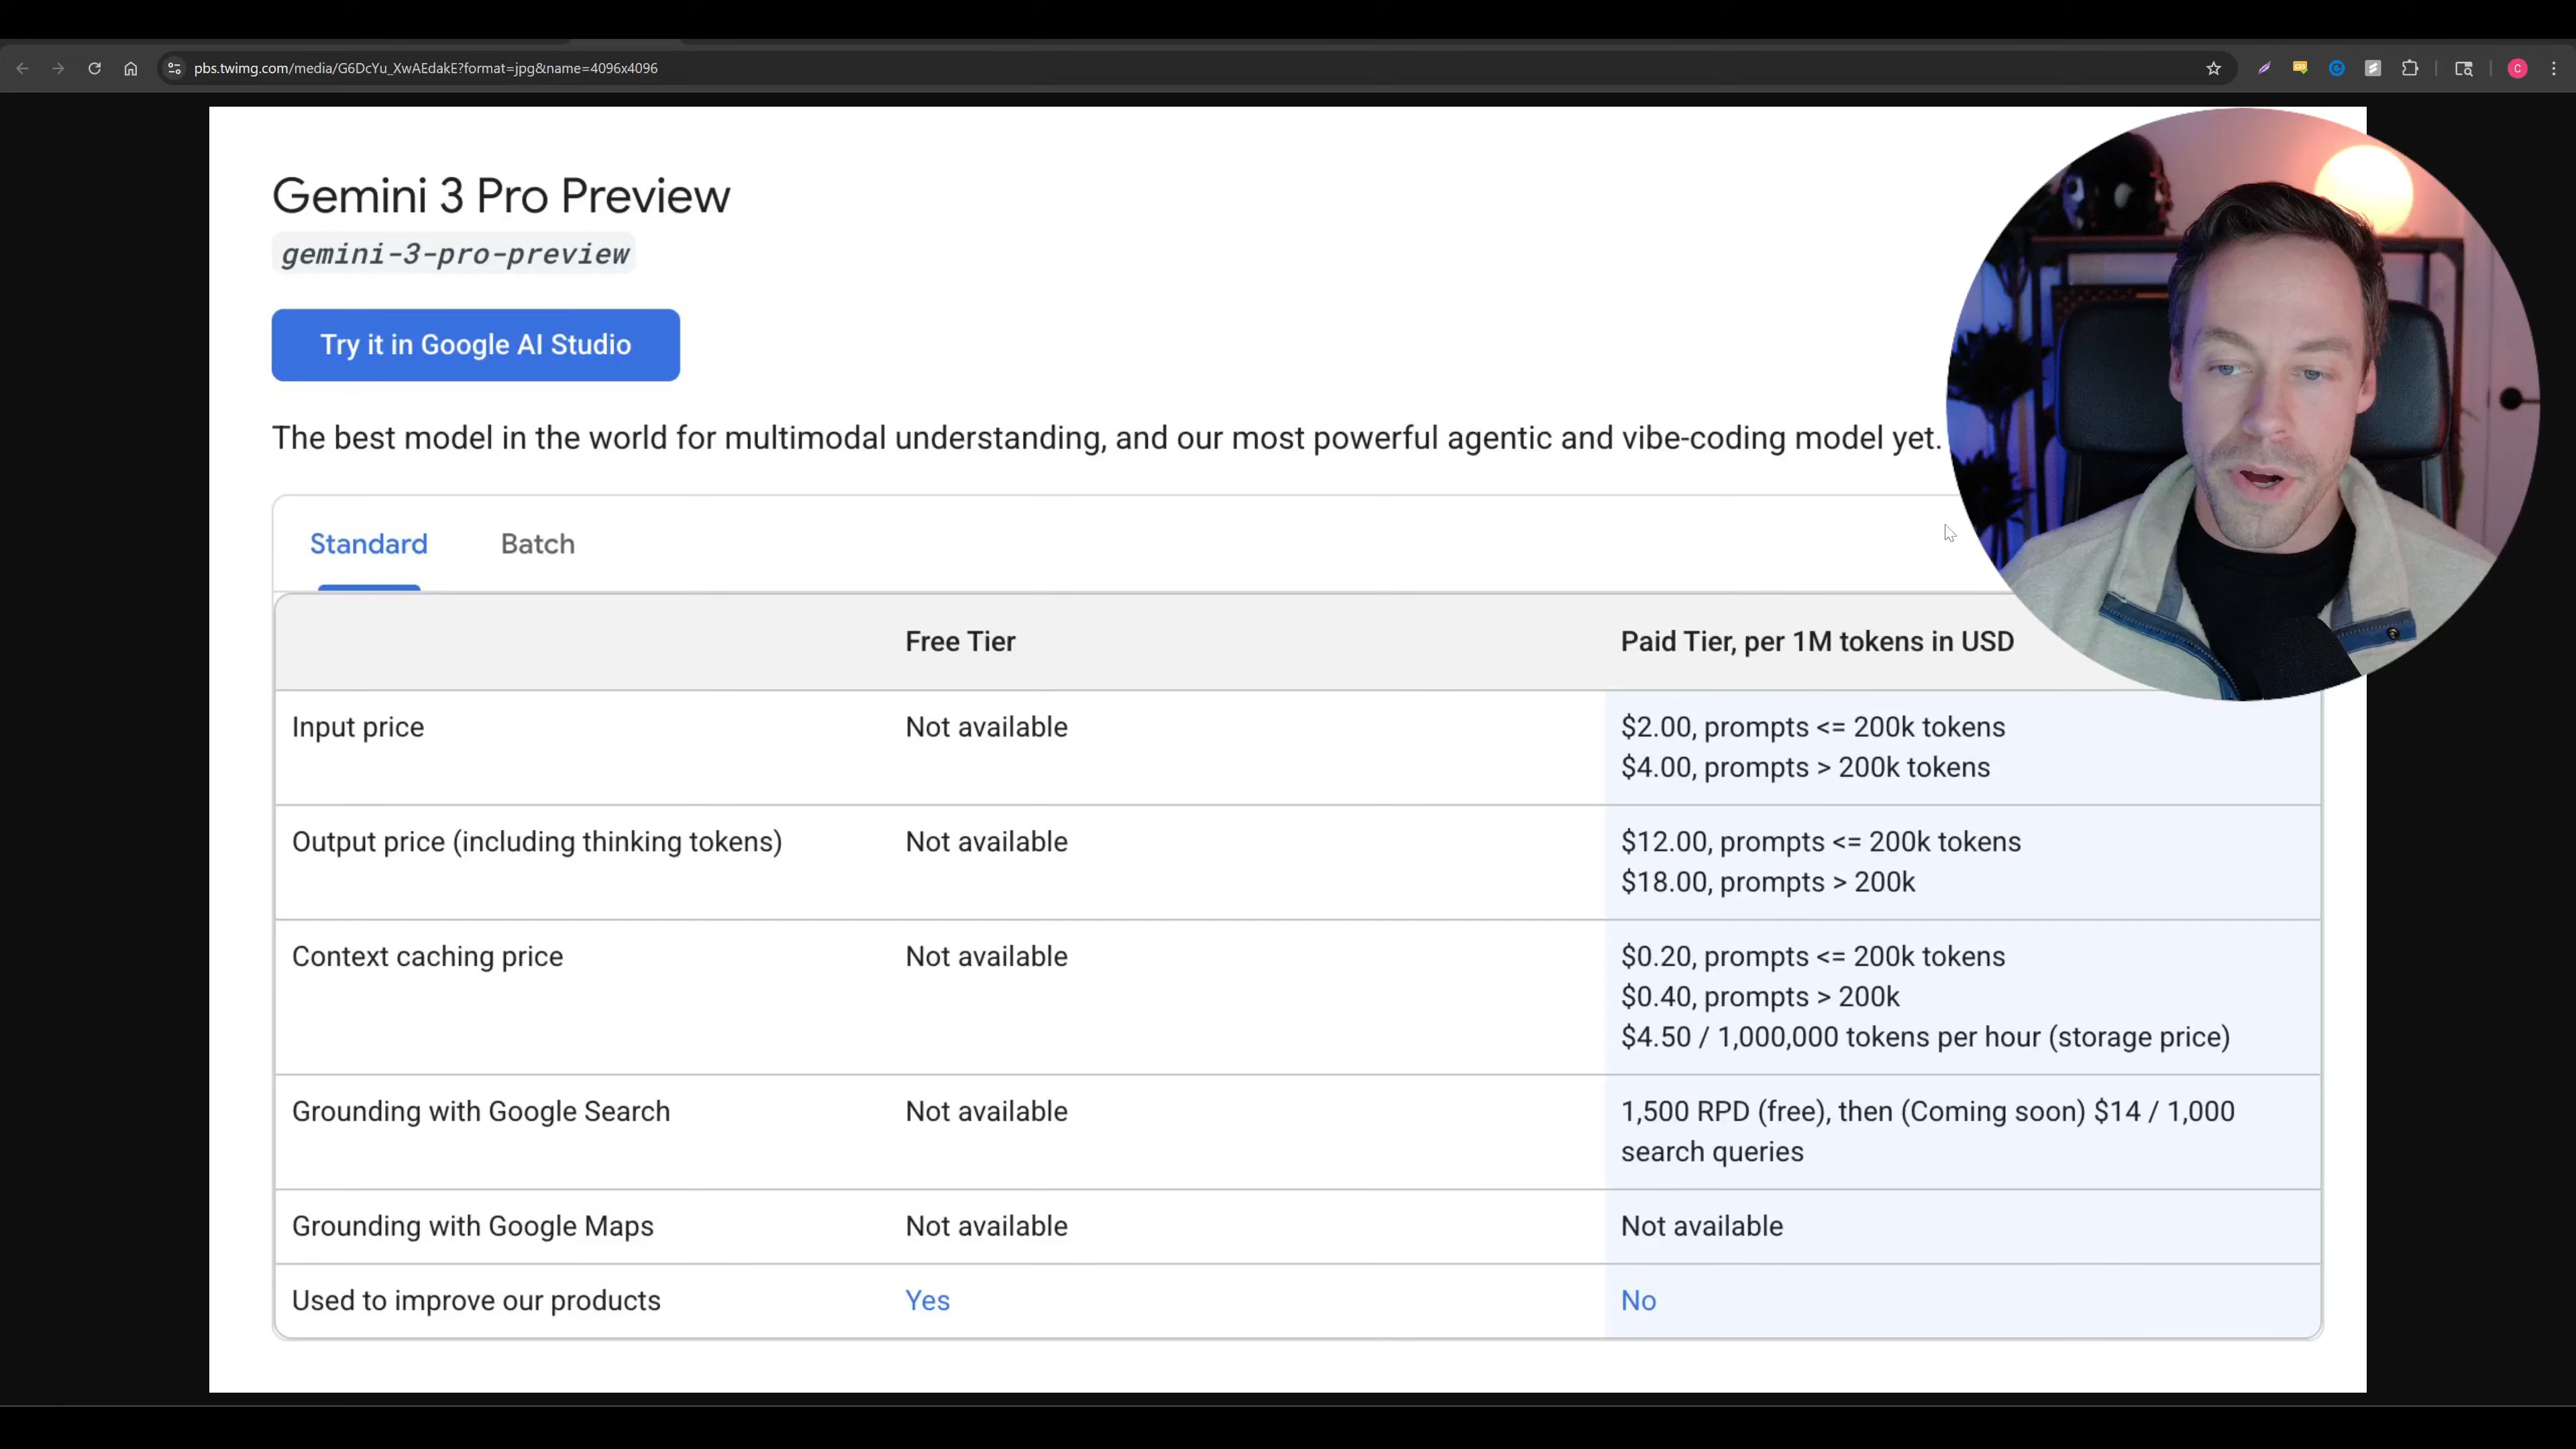 pbs.twimg.com/media/G6DcYu_XwAEdakE?format=jpg&name=4096x4096
C
Gemini 3 Pro Preview
gemini-3-pro-preview
Try it in Google AI Studio
The best model in the world for multimodal understanding, and our most powerful agentic and vibe-coding model yet.
Standard Batch
Free Tier Paid Tier, per 1M tokens in USD
Input price Not available $2.00, prompts <= 200k tokens
$4.00, prompts > 200k tokens
Output price (including thinking tokens) Not available $12.00, prompts <= 200k tokens
$18.00, prompts > 200k
Context caching price Not available $0.20, prompts <= 200k tokens
$0.40, prompts > 200k
$4.50 / 1,000,000 tokens per hour (storage price)
Grounding with Google Search Not available 1,500 RPD (free), then (Coming soon) $14 / 1,000
search queries
Grounding with Google Maps Not available Not available
Used to improve our products Yes No